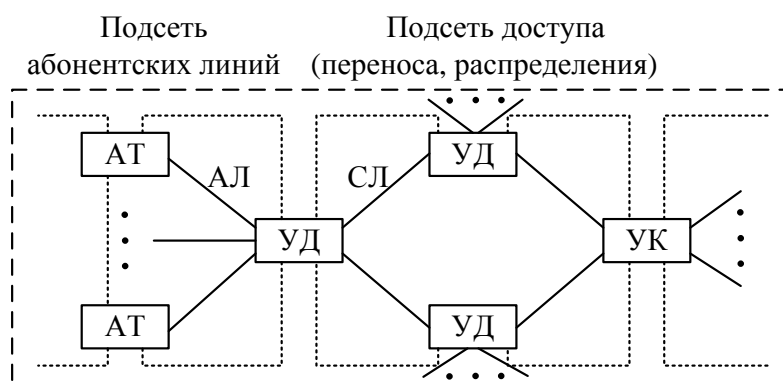 Подсеть
абонентских линий
Подсеть доступа
(переноса, распределения)
АТ
АЛ
СЛ
УД
УД
УК
АТ
УД